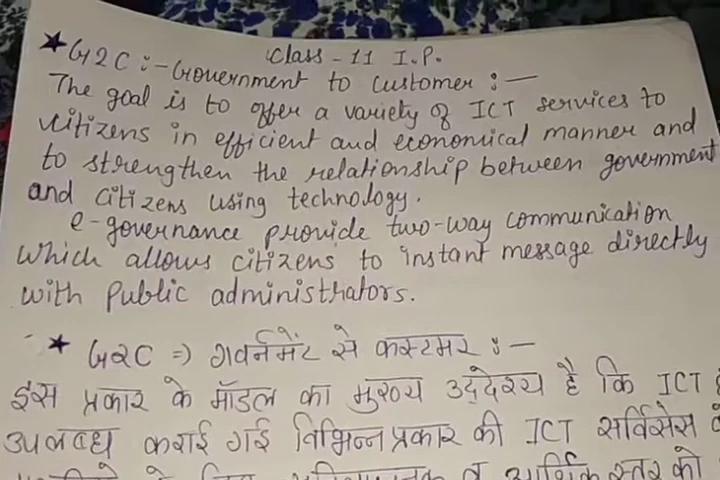 Class - 11 I.P.
★ G2C :- Government to Customer :—
The goal is to offer a variety of ICT services to
citizens in efficient and economical manner and
to strengthen the relationship between government
and citizens using technology.
e-governance provide two-way communication
which allows citizens to instant message directly
with Public administrators.
★ G2C ⇒ गवर्नमेंट से कस्टमर :—
इस प्रकार के मॉडल का मुख्य उद्देश्य है कि ICT
उपलब्ध कराई गई विभिन्न प्रकार की ICT सर्विसेस
व आर्थिक स्तर को